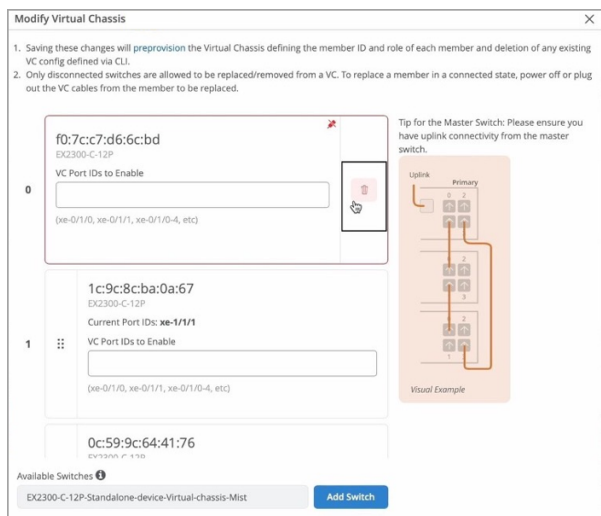 Modify Virtual Chassis
1. Saving these changes will preprovision the Virtual Chassis defining the member ID and role of each member and deletion of any existing
VC config defined via CLI.
2. Only disconnected switches are allowed to be replaced/removed from a VC. To replace a member in a connected state, power off or plug
out the VC cables from the member to be replaced.
0
f0:7c:c7:d6:6c:bd
EX2300-C-12P
VC Port IDs to Enable
(xe-0/1/0, xe-0/1/1, xe-0/1/0-4, etc)
1
1c:9c:8c:ba:0a:67
EX2300-C-12P
Current Port IDs: xe-1/1/1
VC Port IDs to Enable
(xe-0/1/0, xe-0/1/1, xe-0/1/0-4, etc)
0c:59:9c:64:41:76
EX2300-C-12P
Tip for the Master Switch: Please ensure you
have uplink connectivity from the master
switch.
Uplink
Primary
0 2
2
3
2
1
Visual Example
Available Switches
EX2300-C-12P-Standalone-device-Virtual-chassis-Mist
Add Switch